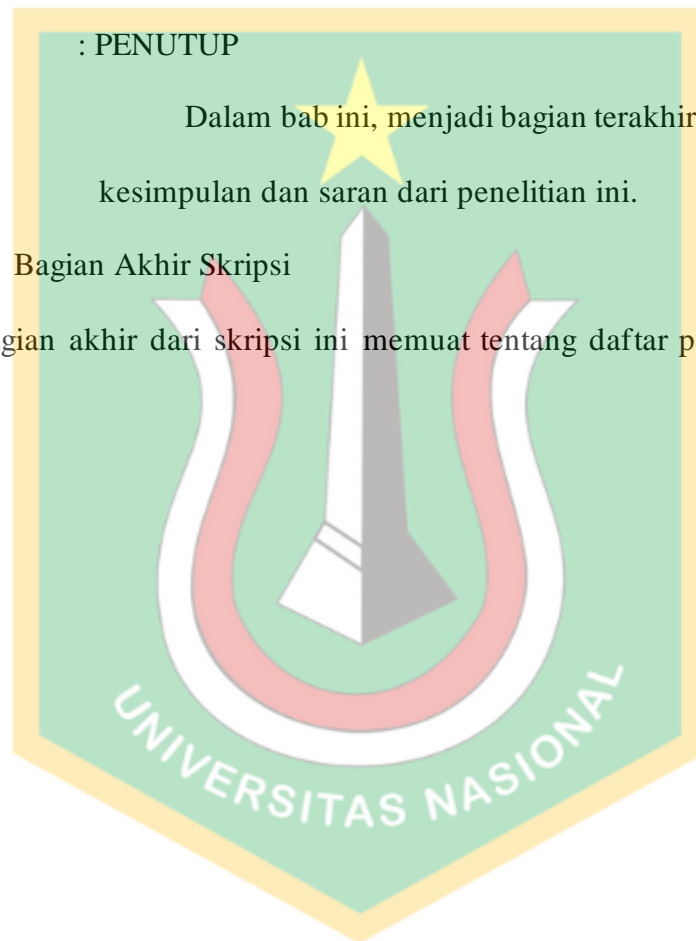 : PENUTUP
Dalam bab ini, menjadi bagian terakhir
kesimpulan dan saran dari penelitian ini.
Bagian Akhir Skripsi
gian akhir dari skripsi ini memuat tentang daftar p
UNIVERSITAS NASIONAL